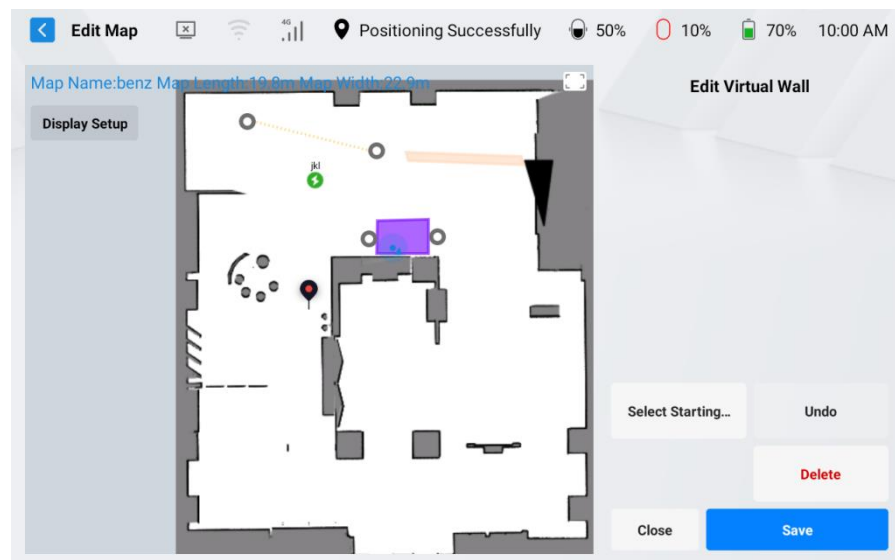 Edit Map
4G
Positioning Successfully
50%
10%
70%
10:00 AM
Map Name:benz Map Length:19.8m Map Width:22.9m
Display Setup
jkl
Edit Virtual Wall
Select Starting...
Undo
Delete
Close
Save